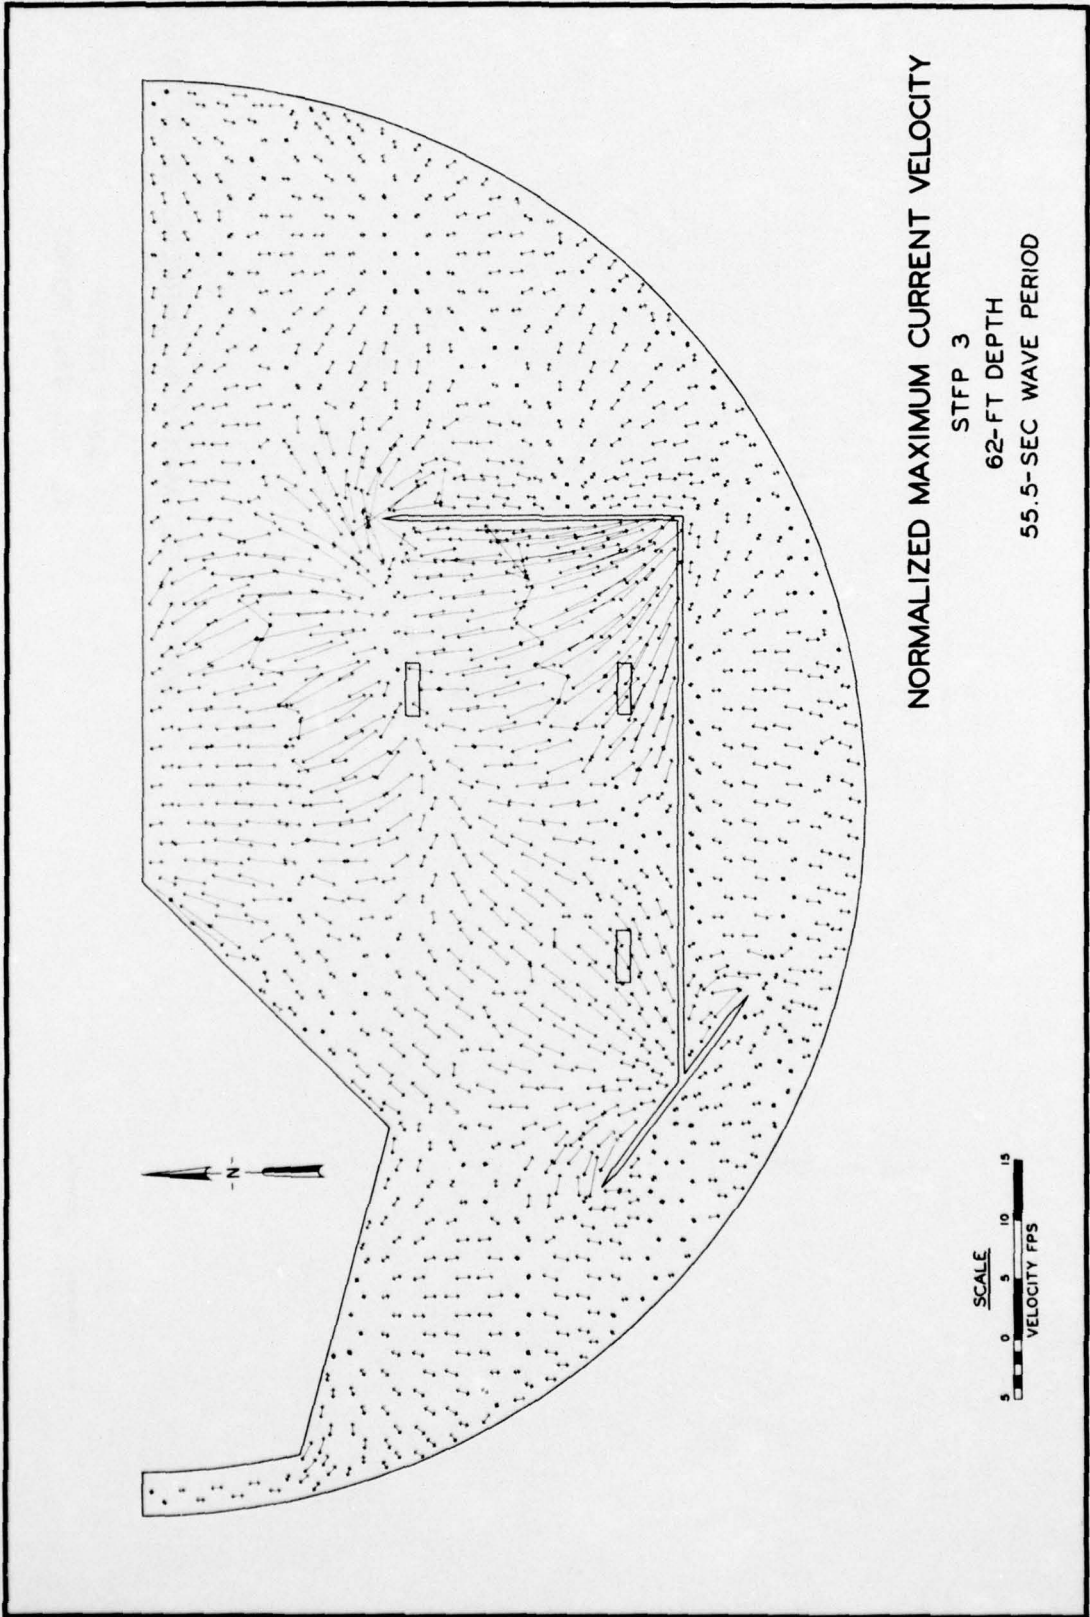 NORMALIZED MAXIMUM CURRENT VELOCITY
STFP 3
62-FT DEPTH
55.5-SEC WAVE PERIOD
N
SCALE
5 0 5 10 15
VELOCITY FPS